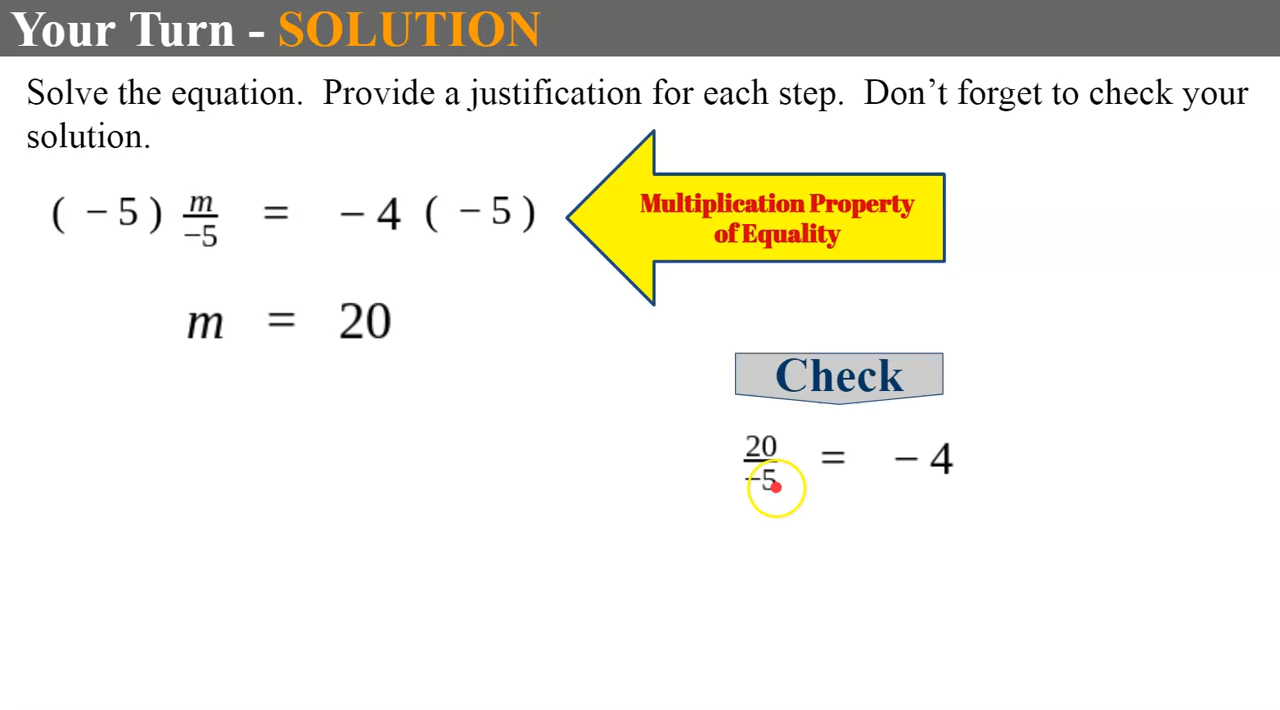 Your Turn - SOLUTION
Solve the equation. Provide a justification for each step. Don’t forget to check your
solution.
( − 5 ) m/−5 = − 4 ( − 5 )
Multiplication Property
of Equality
m = 20
Check
20/−5 = − 4